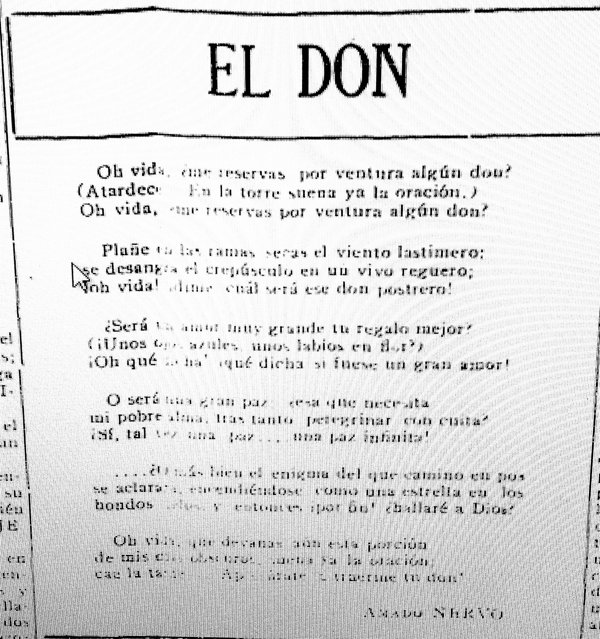 EL DON
Oh vida, ¿me reservas por ventura algún don?
(Atardece En la torre suena ya la oración.)
Oh vida, ¿me reservas por ventura algún don?
Plañe en las ramas secas el viento lastimero;
se desangra el crepúsculo en un vivo reguero;
¡oh vida! dime cuál será ese don postrero!
¿Será un amor muy grande tu regalo mejor?
(¡Unos ojos azules, unos labios en flor?)
¡Oh qué dicha! ¡qué dicha si fuese un gran amor!
O será una gran paz: esa que necesita
mi pobre alma, tras tanto peregrinar con cuita?
¡Sí, tal vez una paz.... una paz infinita!
....¿O más bien el enigma del que camino en pos
se aclarará, encendiéndose como una estrella en los
hondos cielos, y entonces ¡por fin! ¿hallaré a Dios?
Oh vida, que devanas aún esta porción
de mis días obscuros, suena ya la oración;
cae la tarde. Apresúrate a traerme tu don!
AMADO NERVO
el
s;
ga
I-
el
an
en-
su
ién
JE
en
en-
y
lla-
dos